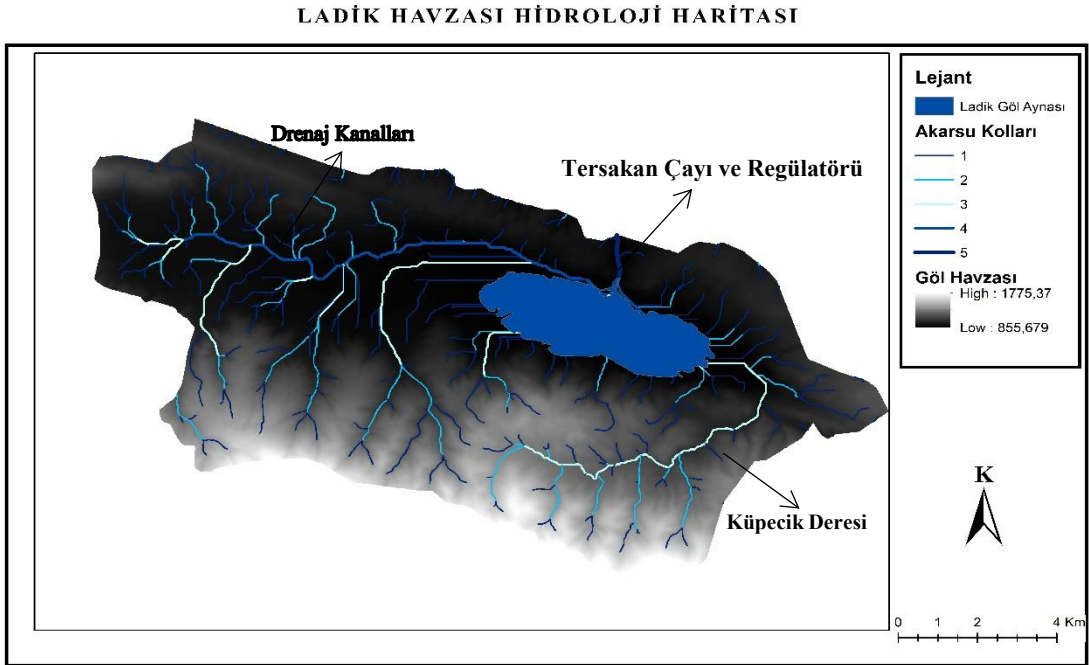 LADİK HAVZASI HİDROLOJİ HARİTASI
Drenaj Kanalları
Tersakan Çayı ve Regülatörü
Küpecik Deresi
Lejant
Ladik Göl Aynası
Akarsu Kolları
1
2
3
4
5
Göl Havzası
High : 1775,37
Low : 855,679
K
0 1 2 4 Km